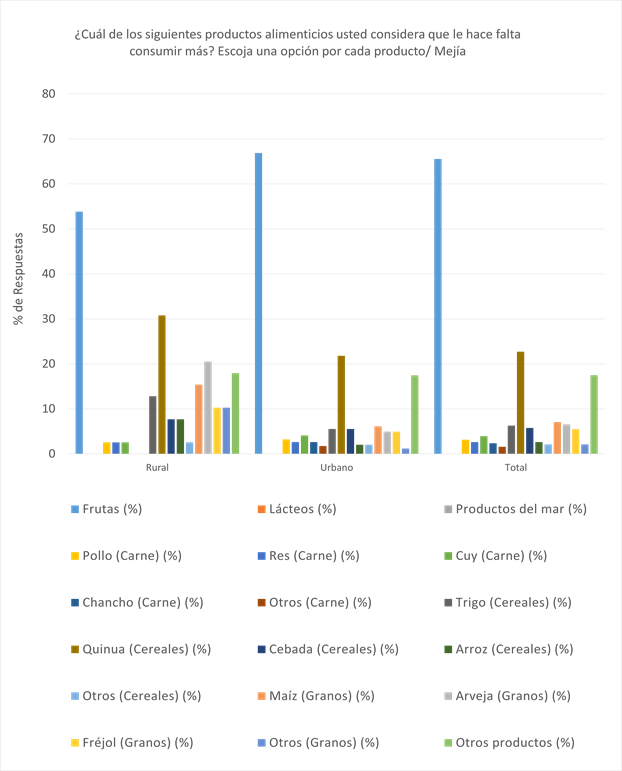 ¿Cuál de los siguientes productos alimenticios usted considera que le hace falta
consumir más? Escoja una opción por cada producto/ Mejía
80
70
60
50
40
30
20
10
0
% de Respuestas
Rural
Urbano
Total
Frutas (%)
Lácteos (%)
Productos del mar (%)
Pollo (Carne) (%)
Res (Carne) (%)
Cuy (Carne) (%)
Chancho (Carne) (%)
Otros (Carne) (%)
Trigo (Cereales) (%)
Quinua (Cereales) (%)
Cebada (Cereales) (%)
Arroz (Cereales) (%)
Otros (Cereales) (%)
Maíz (Granos) (%)
Arveja (Granos) (%)
Fréjol (Granos) (%)
Otros (Granos) (%)
Otros productos (%)